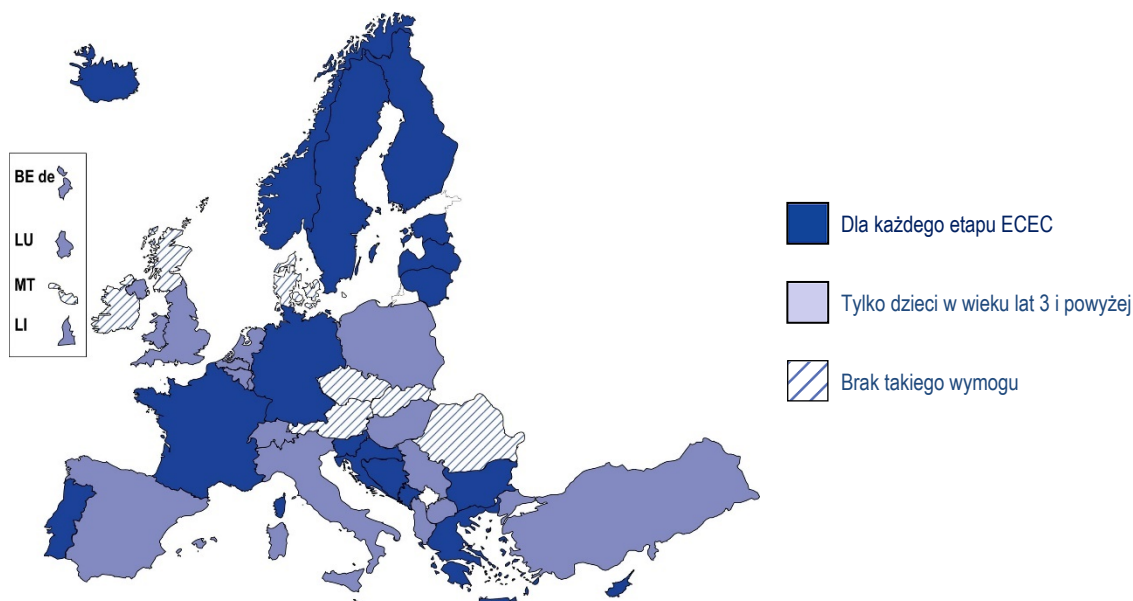 BE de
LU
MT
LI
Dla każdego etapu ECEC
Tylko dzieci w wieku lat 3 i powyżej
Brak takiego wymogu